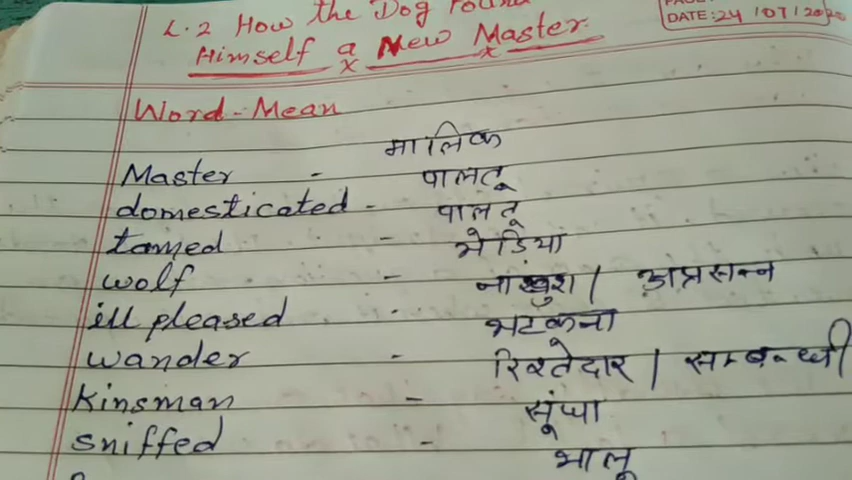 L.2 How the Dog Found
Himself a New Master.
DATE: 24/07/2020
Word-Mean
Master - मालिक
domesticated - पालतू
tamed - पालतू
wolf - भेड़िया
ill pleased - नाखुश / अप्रसन्न
wander - भटकना
Kinsman - रिश्तेदार / सम्बन्धी
sniffed - सूंघा
भालू